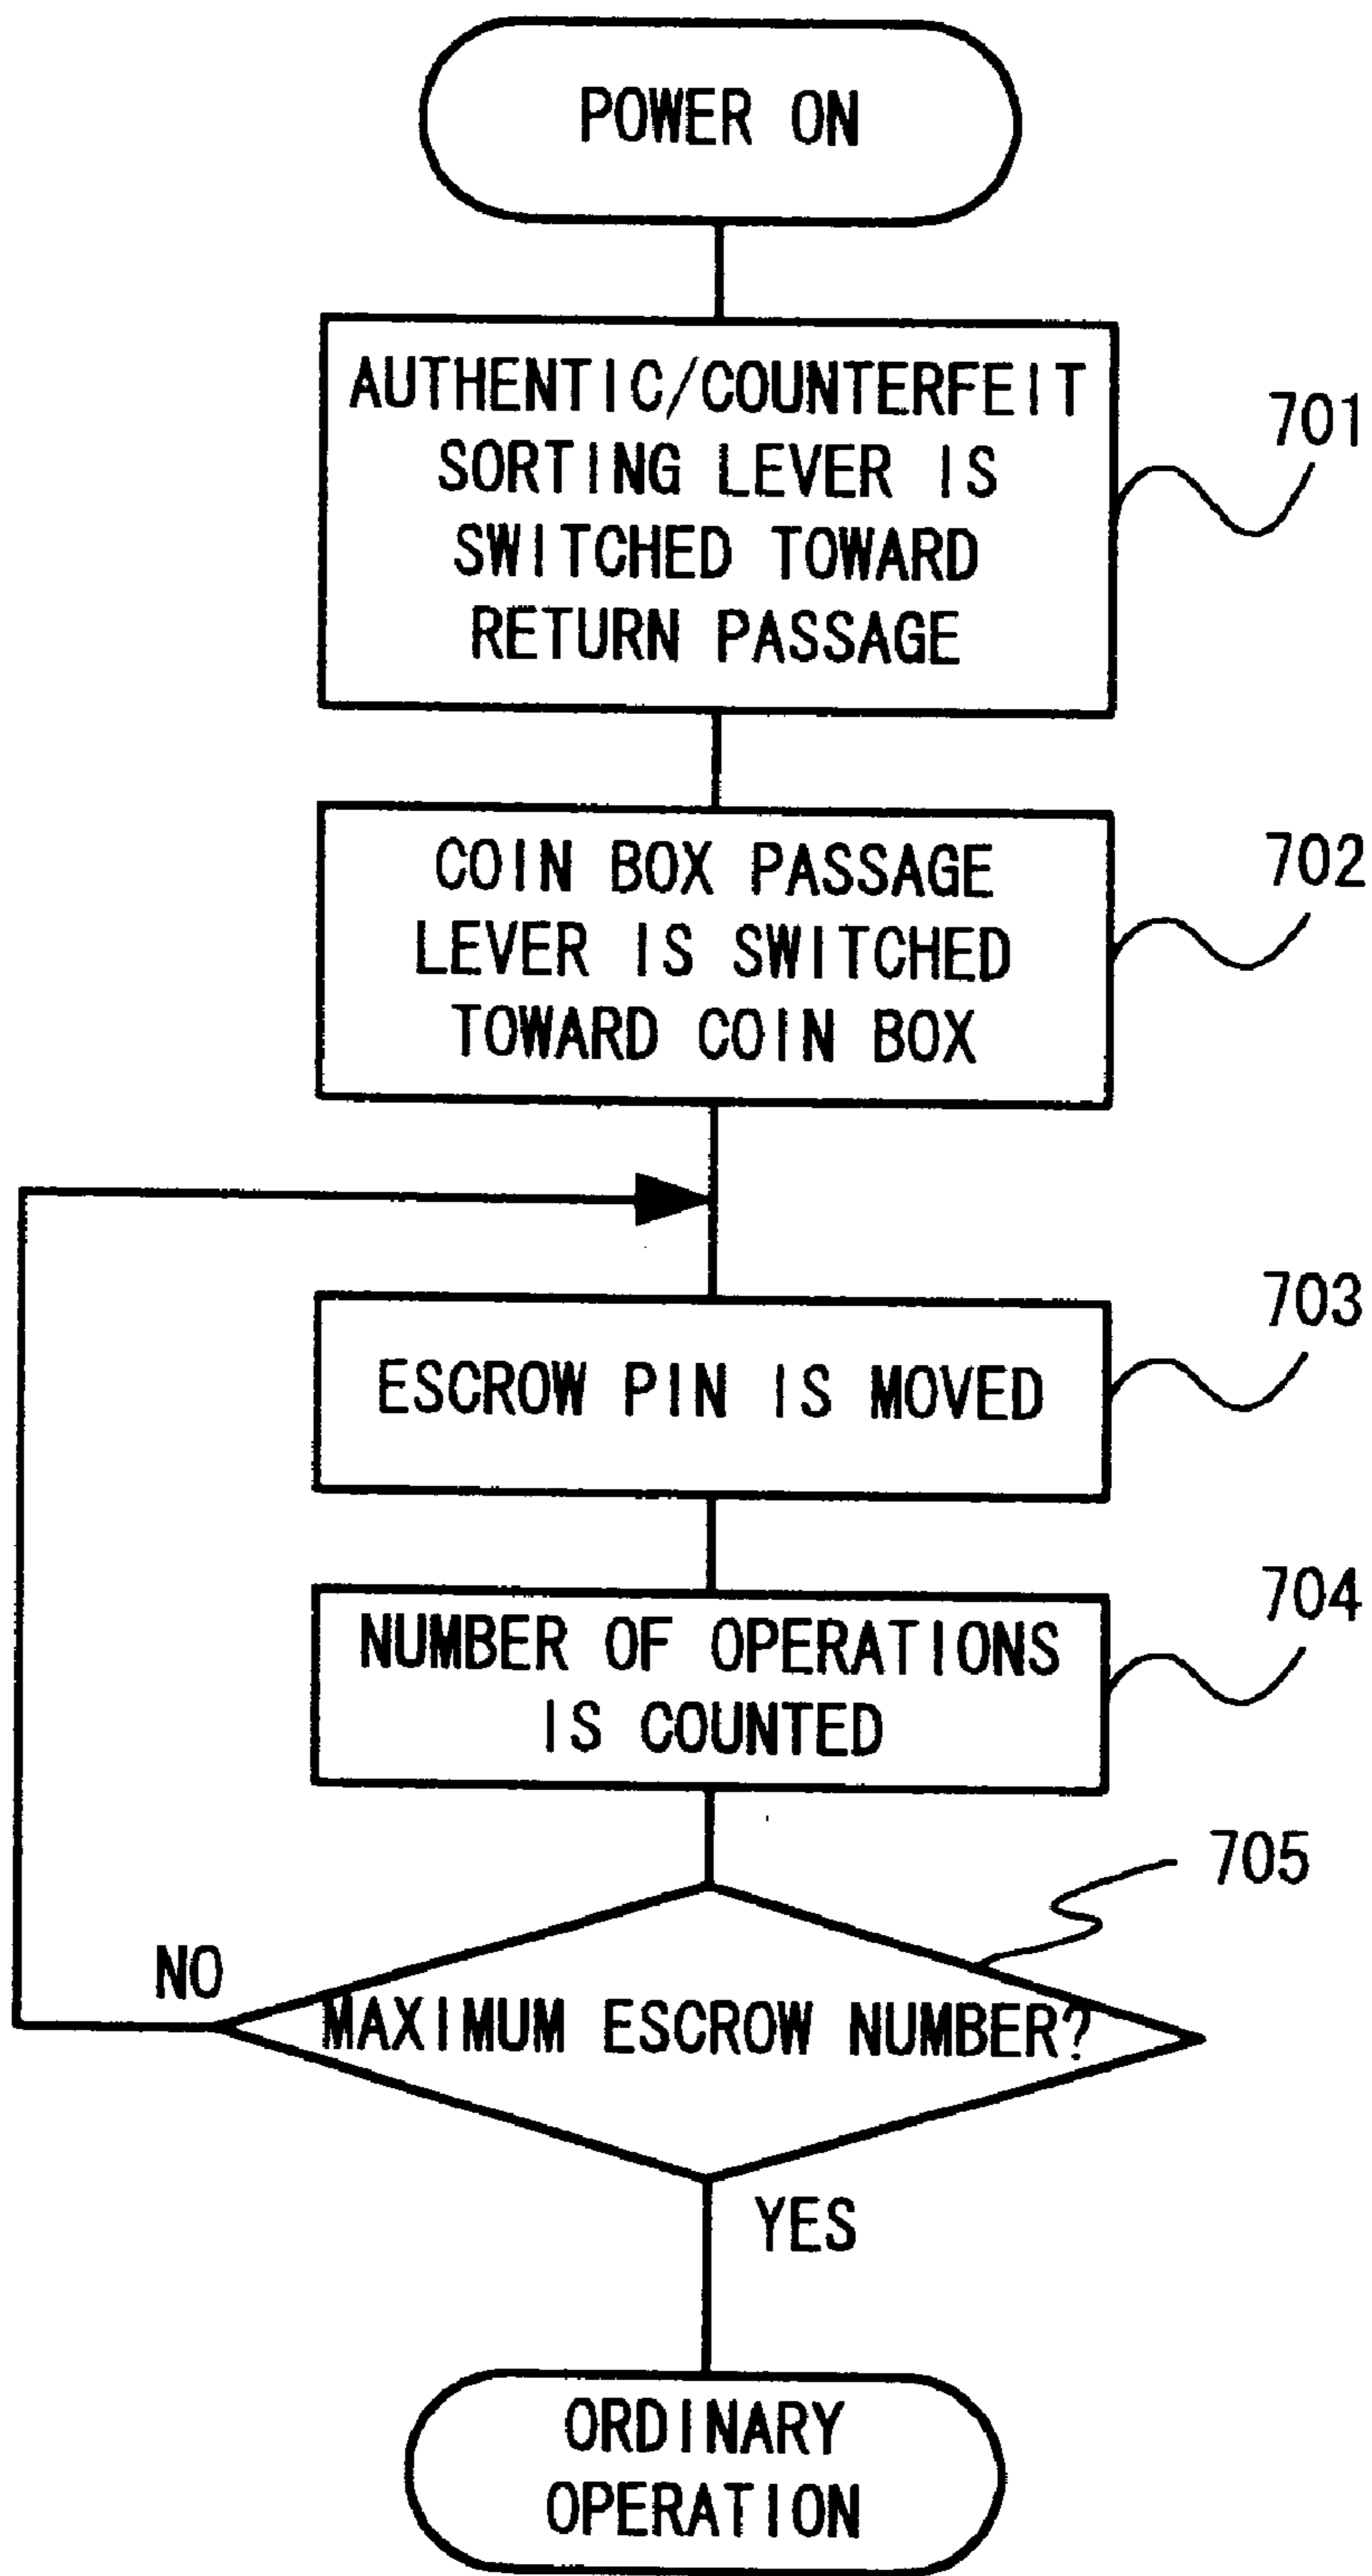 POWER ON
AUTHENTIC/COUNTERFEIT
SORTING LEVER IS
SWITCHED TOWARD
RETURN PASSAGE
701
COIN BOX PASSAGE
LEVER IS SWITCHED
TOWARD COIN BOX
702
ESCROW PIN IS MOVED
703
NUMBER OF OPERATIONS
IS COUNTED
704
705
NO
MAXIMUM ESCROW NUMBER?
YES
ORDINARY
OPERATION